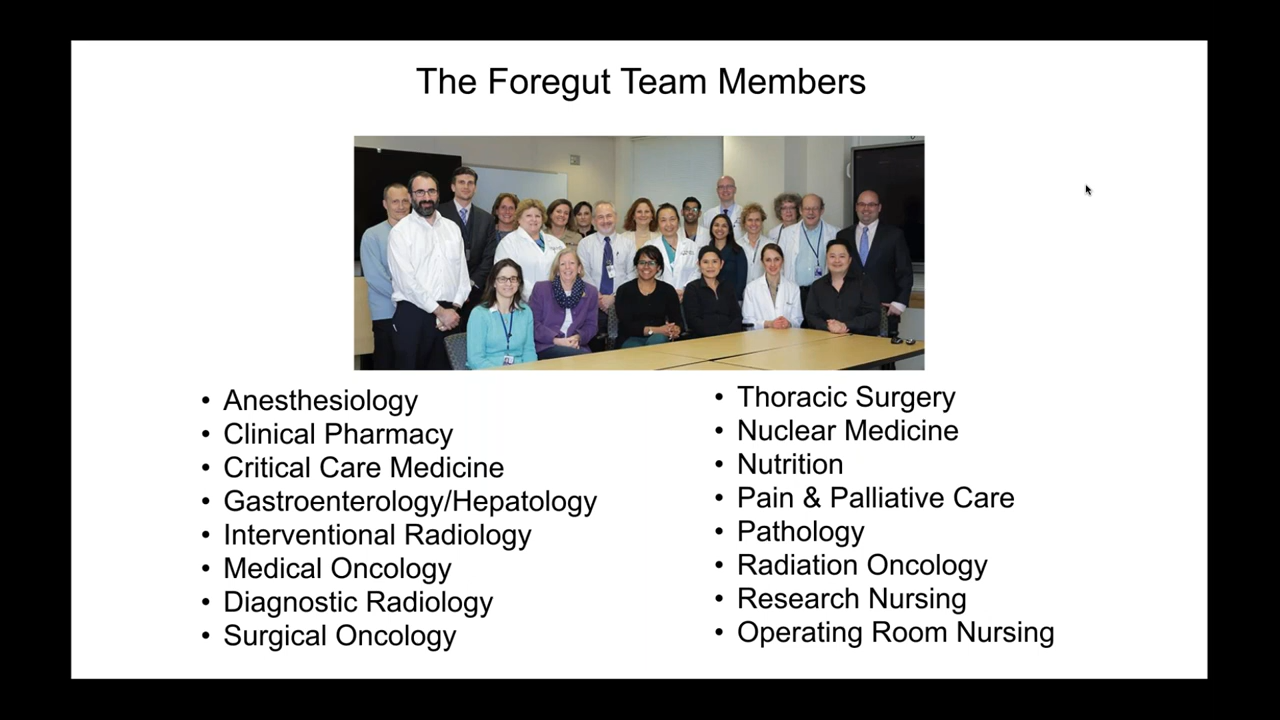 The Foregut Team Members
• Anesthesiology
• Clinical Pharmacy
• Critical Care Medicine
• Gastroenterology/Hepatology
• Interventional Radiology
• Medical Oncology
• Diagnostic Radiology
• Surgical Oncology
• Thoracic Surgery
• Nuclear Medicine
• Nutrition
• Pain & Palliative Care
• Pathology
• Radiation Oncology
• Research Nursing
• Operating Room Nursing